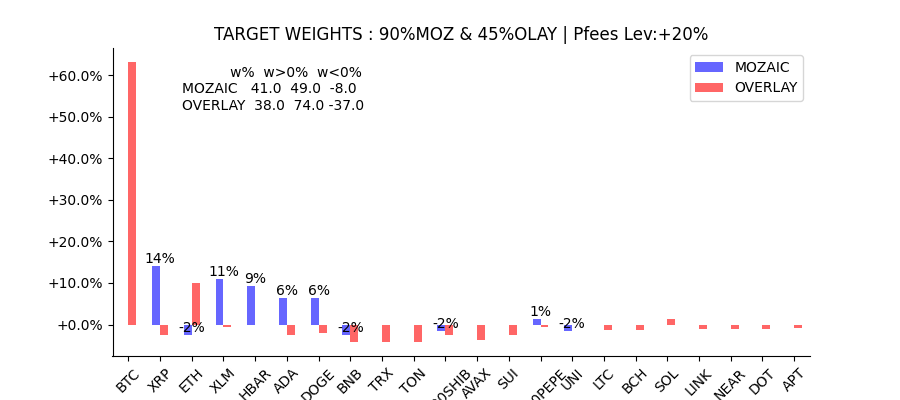 TARGET WEIGHTS : 90%MOZ & 45%OLAY | Pfees Lev:+20%
w% w>0% w<0%
MOZAIC 41.0 49.0 -8.0
OVERLAY 38.0 74.0 -37.0
MOZAIC
OVERLAY
+60.0%
+50.0%
+40.0%
+30.0%
+20.0%
+10.0%
+0.0%
14% -2% 11% 9% 6% 6% -2% -2% 1% -2%
BTC XRP ETH XLM HBAR ADA DOGE BNB TRX TON 0SHIB AVAX SUI 0PEPE UNI LTC BCH SOL LINK NEAR DOT APT